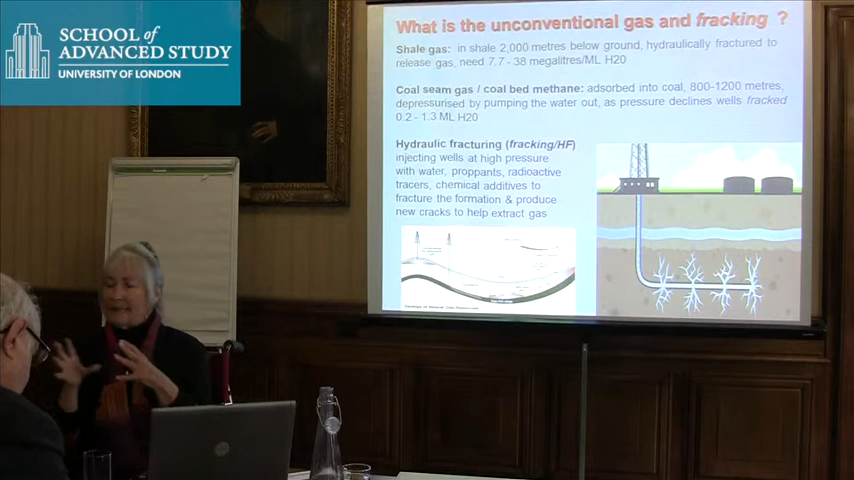 SCHOOL of
ADVANCED STUDY
UNIVERSITY OF LONDON
What is the unconventional gas and fracking ?
Shale gas: in shale 2,000 metres below ground, hydraulically fractured to
release gas, need 7.7 - 38 megalitres/ML H20
Coal seam gas / coal bed methane: adsorbed into coal, 800-1200 metres,
depressurised by pumping the water out, as pressure declines wells fracked
0.2 - 1.3 ML H20
Hydraulic fracturing (fracking/HF)
injecting wells at high pressure
with water, proppants, radioactive
tracers, chemical additives to
fracture the formation & produce
new cracks to help extract gas